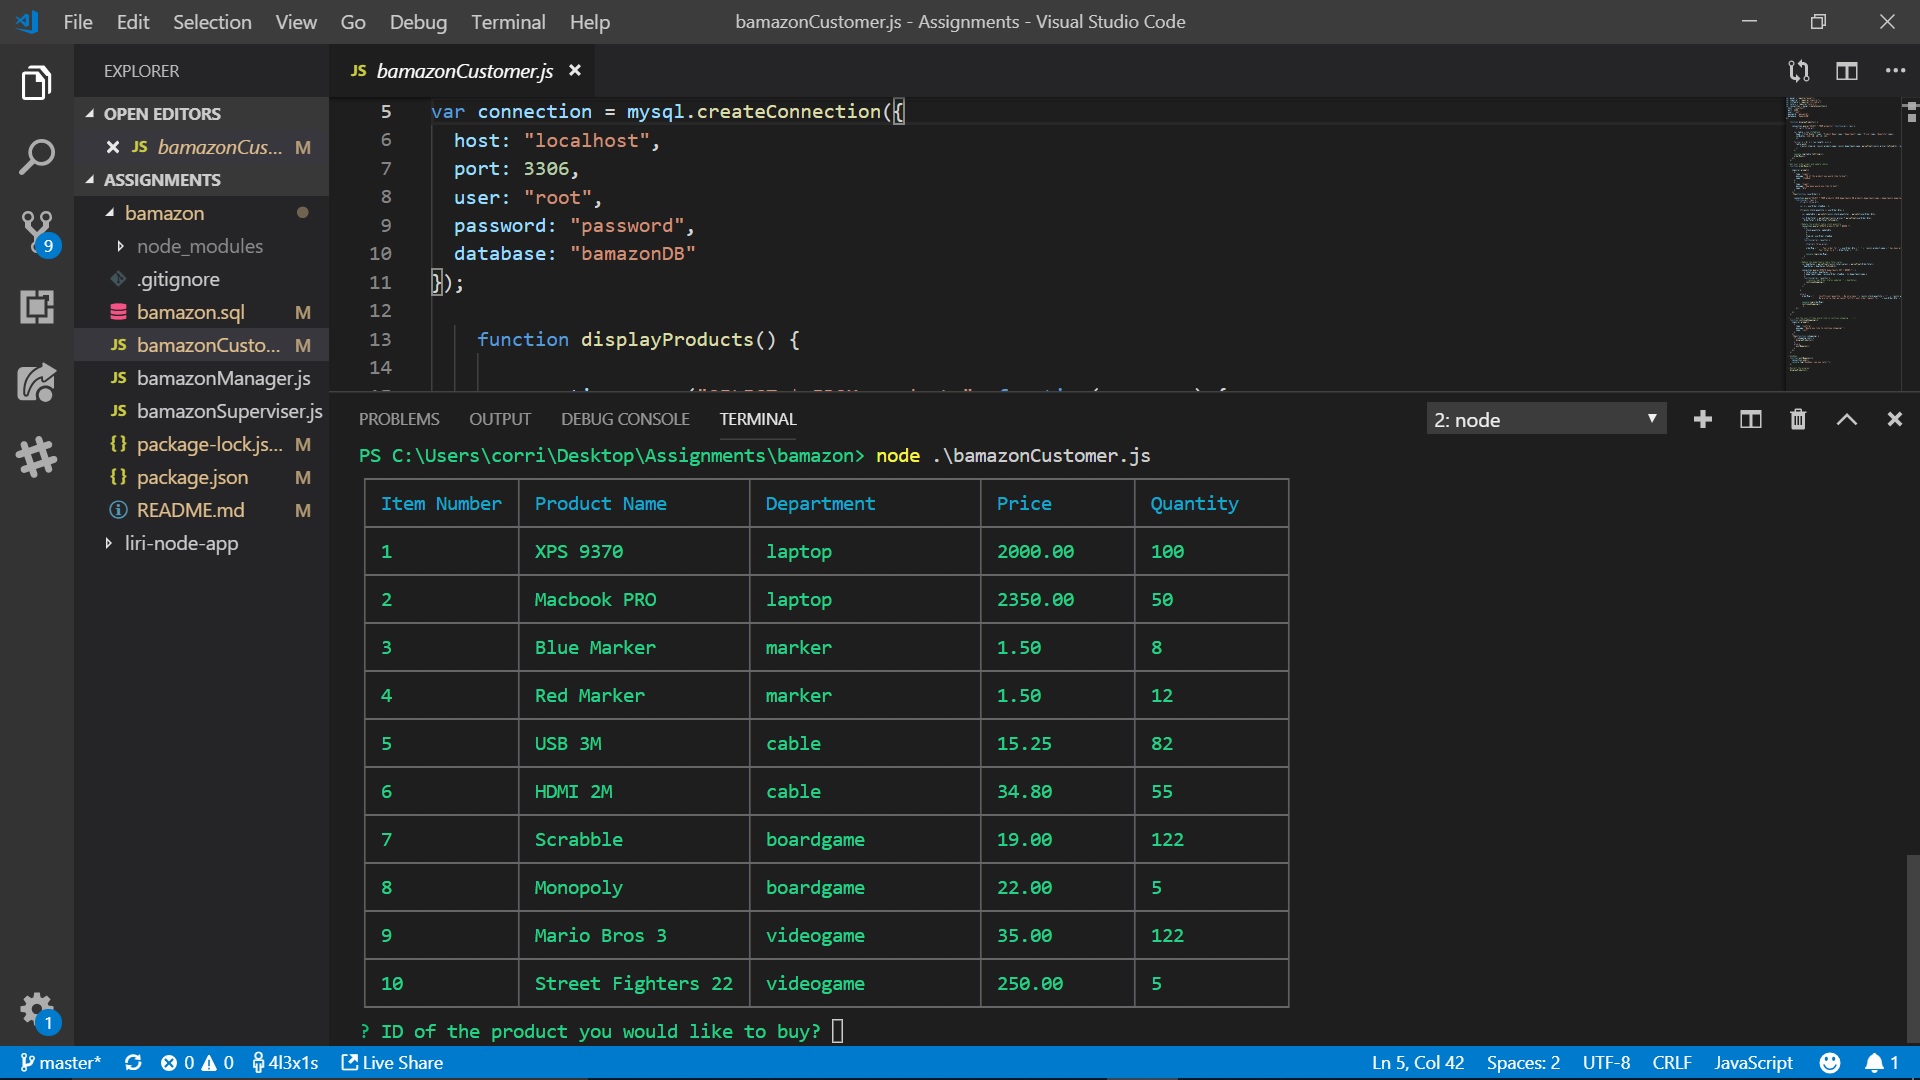 File Edit Selection View Go Debug Terminal Help bamazonCustomer.js - Assignments - Visual Studio Code
EXPLORER
OPEN EDITORS
JS bamazonCus... M
ASSIGNMENTS
bamazon
node_modules
.gitignore
bamazon.sql M
JS bamazonCusto... M
JS bamazonManager.js
JS bamazonSuperviser.js
{} package-lock.js... M
{} package.json M
README.md M
liri-node-app
9
1
JS bamazonCustomer.js
5 var connection = mysql.createConnection({
6 host: "localhost",
7 port: 3306,
8 user: "root",
9 password: "password",
10 database: "bamazonDB"
11 });
12
13 function displayProducts() {
14
PROBLEMS OUTPUT DEBUG CONSOLE TERMINAL 2: node
PS C:\Users\corri\Desktop\Assignments\bamazon> node .\bamazonCustomer.js
Item Number Product Name Department Price Quantity
1 XPS 9370 laptop 2000.00 100
2 Macbook PRO laptop 2350.00 50
3 Blue Marker marker 1.50 8
4 Red Marker marker 1.50 12
5 USB 3M cable 15.25 82
6 HDMI 2M cable 34.80 55
7 Scrabble boardgame 19.00 122
8 Monopoly boardgame 22.00 5
9 Mario Bros 3 videogame 35.00 122
10 Street Fighters 22 videogame 250.00 5
? ID of the product you would like to buy?
master* 0 0 4l3x1s Live Share Ln 5, Col 42 Spaces: 2 UTF-8 CRLF JavaScript 1